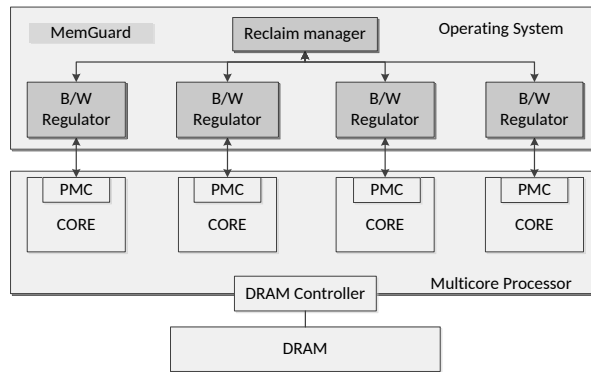 MemGuard
Reclaim manager
Operating System
B/W
Regulator
B/W
Regulator
B/W
Regulator
B/W
Regulator
PMC
CORE
PMC
CORE
PMC
CORE
PMC
CORE
Multicore Processor
DRAM Controller
DRAM